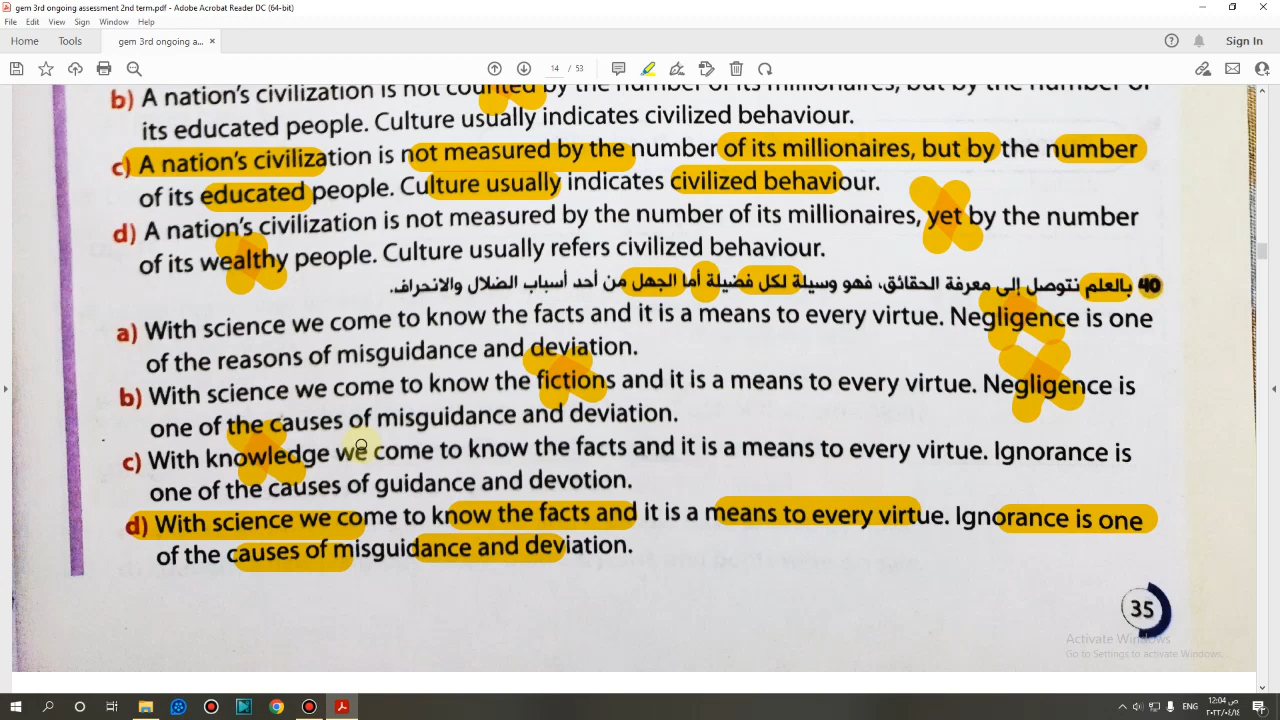 gem 3rd ongoing assessment 2nd term.pdf - Adobe Acrobat Reader DC (64-bit)
File Edit View Sign Window Help
Home Tools gem 3rd ongoing a... × Sign In
14 / 53
b) A nation's civilization is not counted by the number of its millionaires, but by the number of
its educated people. Culture usually indicates civilized behaviour.
c) A nation's civilization is not measured by the number of its millionaires, but by the number
of its educated people. Culture usually indicates civilized behaviour.
d) A nation's civilization is not measured by the number of its millionaires, yet by the number
of its wealthy people. Culture usually refers civilized behaviour.
40 بالعلم نتوصل إلى معرفة الحقائق، فهو وسيلة لكل فضيلة أما الجهل من أحد أسباب الضلال والانحراف.
a) With science we come to know the facts and it is a means to every virtue. Negligence is one
of the reasons of misguidance and deviation.
b) With science we come to know the fictions and it is a means to every virtue. Negligence is
one of the causes of misguidance and deviation.
c) With knowledge we come to know the facts and it is a means to every virtue. Ignorance is
one of the causes of guidance and devotion.
d) With science we come to know the facts and it is a means to every virtue. Ignorance is one
of the causes of misguidance and deviation.
35
Activate Windows
Go to Settings to activate Windows.
ENG 12:04 ص